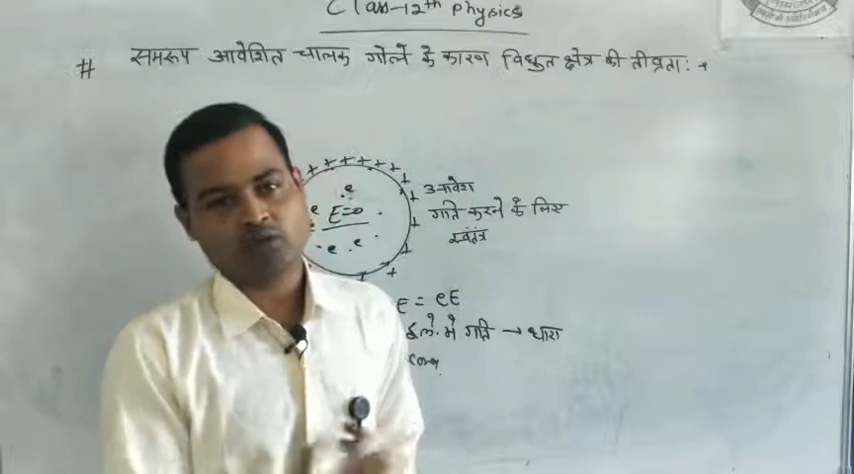 Class-12th Physics
# समरूप आवेशित चालक गोले के कारण विद्युत क्षेत्र की तीव्रता :→
+ + + + + + +
e
e E=0
e e e
आवेश
गति करने के लिए
स्वतंत्र
E = eE
में गति → धारा